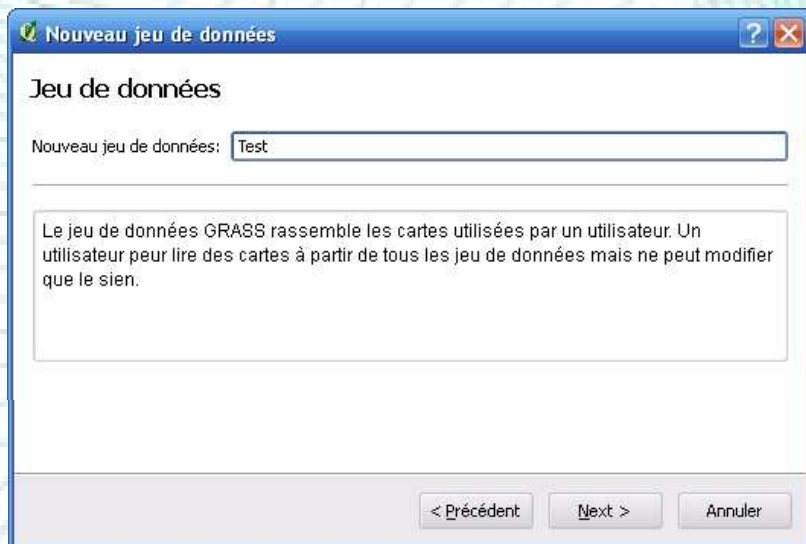 Nouveau jeu de données
Jeu de données
Nouveau jeu de données: Test
Le jeu de données GRASS rassemble les cartes utilisées par un utilisateur. Un
utilisateur peur lire des cartes à partir de tous les jeu de données mais ne peut modifier
que le sien.
< Précédent Next > Annuler